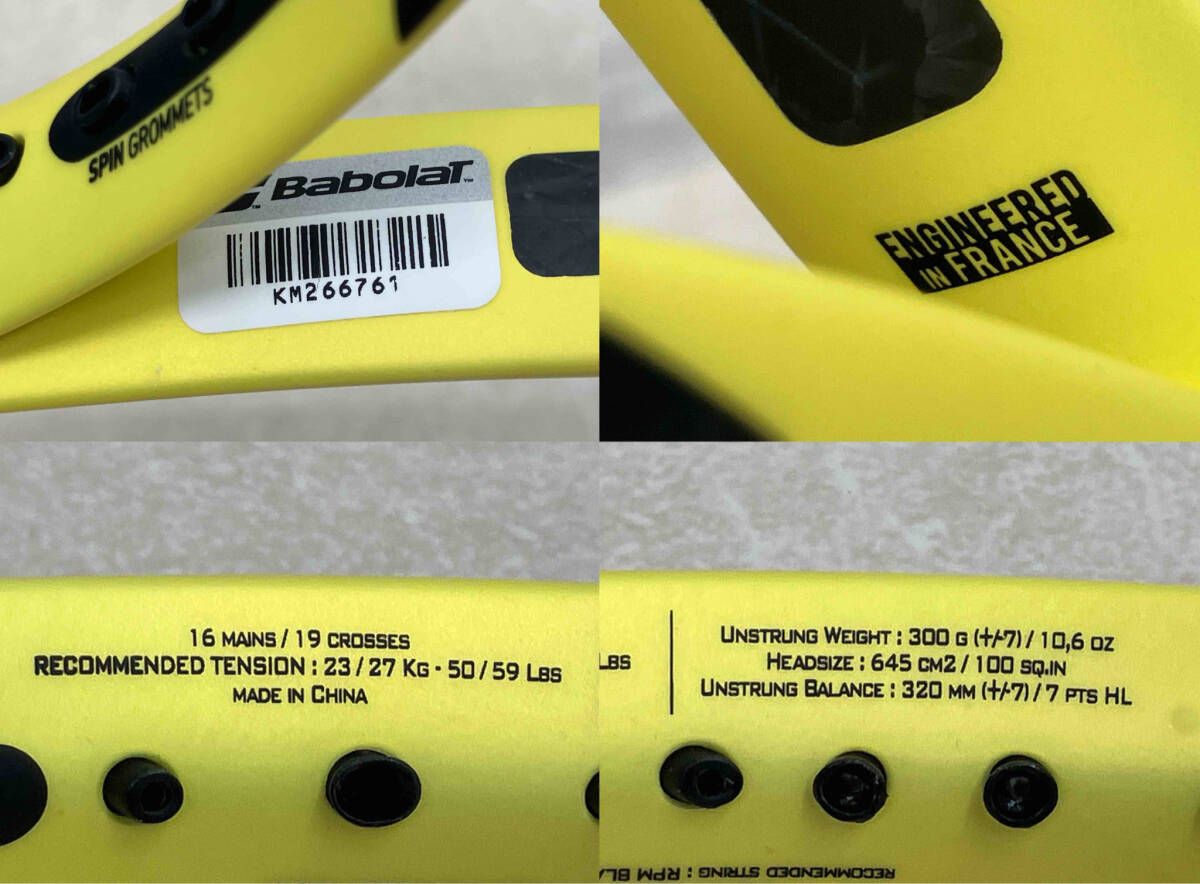 SPIN GROMMETS
BABOLAT™
KM266761
ENGINEERED
IN FRANCE
16 MAINS / 19 CROSSES
RECOMMENDED TENSION : 23 / 27 KG - 50 / 59 LBS
MADE IN CHINA
LBS
UNSTRUNG WEIGHT : 300 G (+/-7) / 10,6 OZ
HEADSIZE : 645 CM2 / 100 SQ.IN
UNSTRUNG BALANCE : 320 MM (+/-7) / 7 PTS HL
RECOMMENDED STRING : RPM BLA